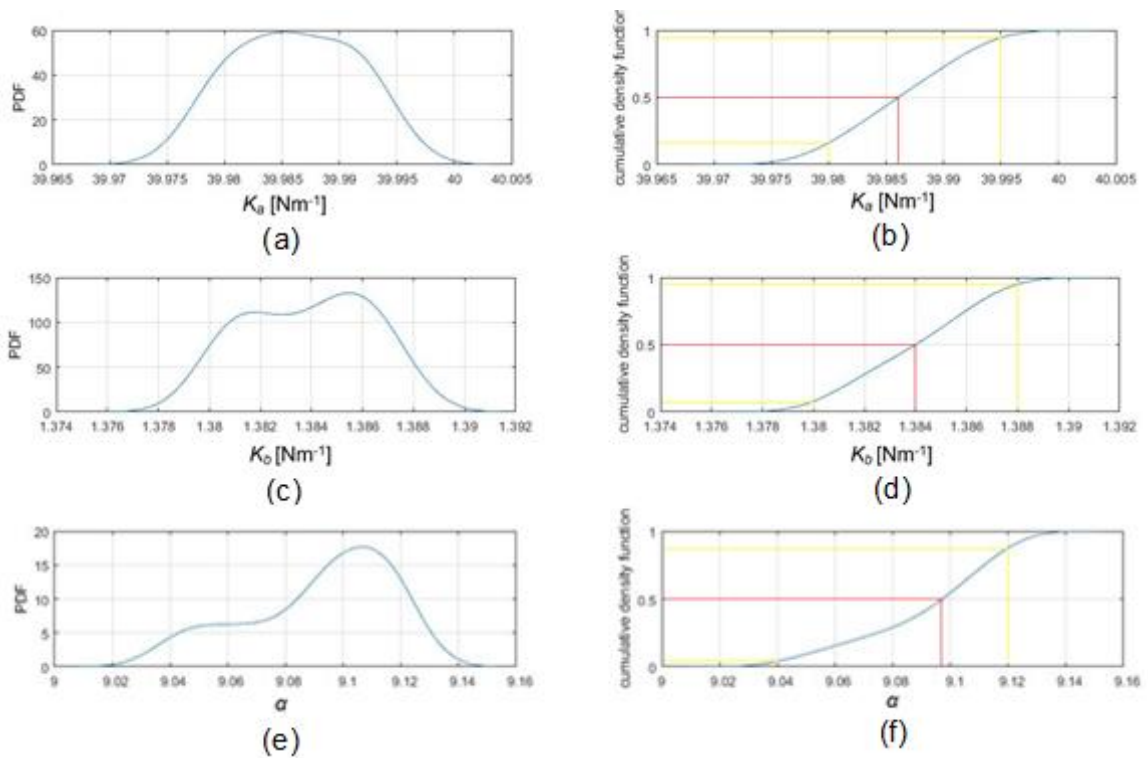 60
40
20
0
PDF
39.965 39.97 39.975 39.98 39.985 39.99 39.995 40 40.005
Ka [Nm-1]
(a)
1
0.5
0
cumulative density function
39.965 39.97 39.975 39.98 39.985 39.99 39.995 40 40.005
Ka [Nm-1]
(b)
150
100
50
0
PDF
1.374 1.376 1.378 1.38 1.382 1.384 1.386 1.388 1.39 1.392
Kb [Nm-1]
(c)
1
0.5
0
cumulative density function
1.374 1.376 1.378 1.38 1.382 1.384 1.386 1.388 1.39 1.392
Kb [Nm-1]
(d)
20
15
10
5
0
PDF
9 9.02 9.04 9.06 9.08 9.1 9.12 9.14 9.16
α
(e)
1
0.5
0
cumulative density function
9 9.02 9.04 9.06 9.08 9.1 9.12 9.14 9.16
α
(f)